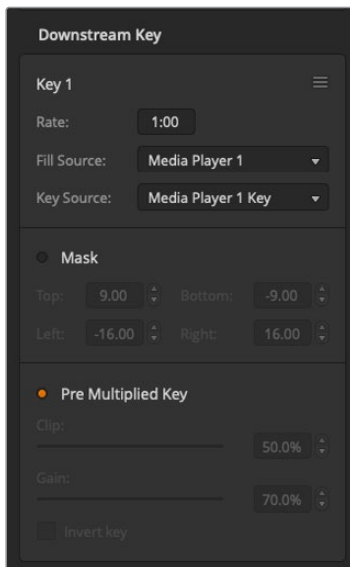 Downstream Key
Key 1
Rate: 1:00
Fill Source: Media Player 1
Key Source: Media Player 1 Key
Mask
Top: 9.00 Bottom: -9.00
Left: -16.00 Right: 16.00
Pre Multiplied Key
Clip:
50.0%
Gain:
70.0%
Invert key